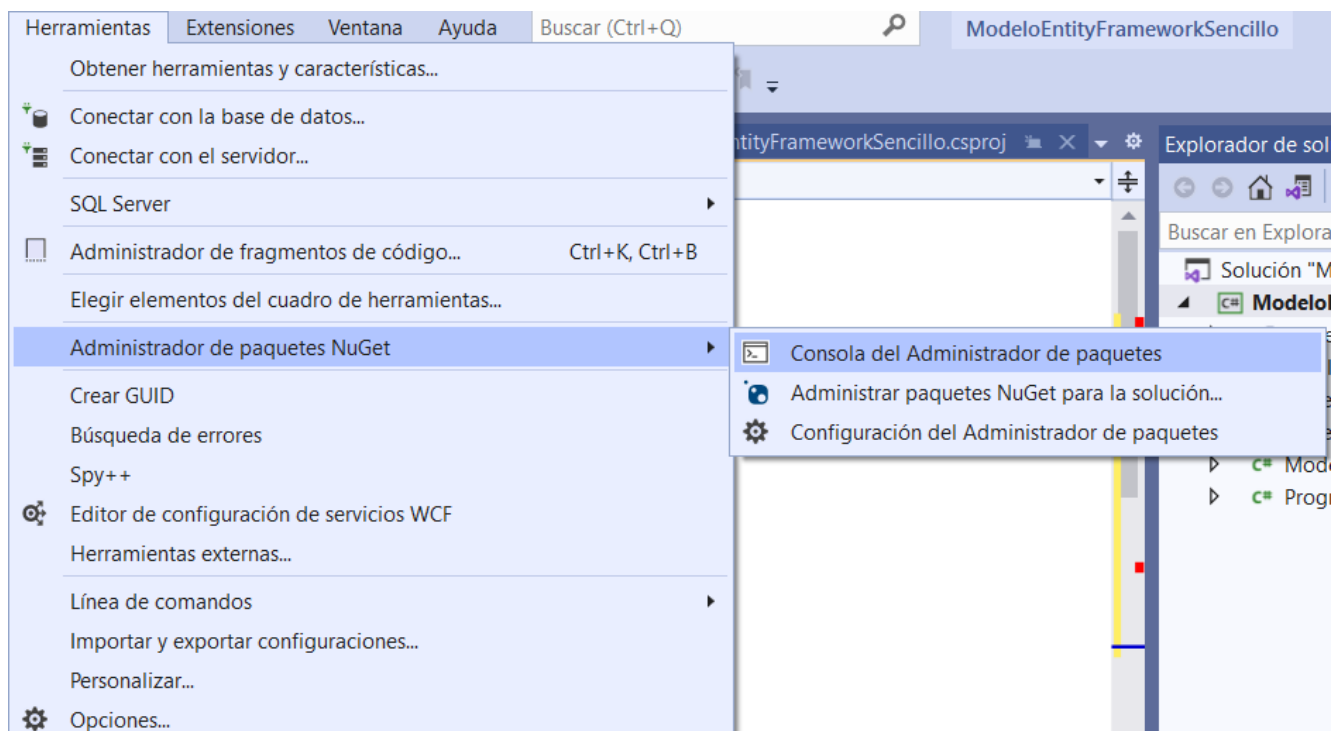 Herramientas Extensiones Ventana Ayuda Buscar (Ctrl+Q) ModeloEntityFrameworkSencillo
Obtener herramientas y características...
Conectar con la base de datos...
Conectar con el servidor...
SQL Server
Administrador de fragmentos de código... Ctrl+K, Ctrl+B
Elegir elementos del cuadro de herramientas...
Administrador de paquetes NuGet
Crear GUID
Búsqueda de errores
Spy++
Editor de configuración de servicios WCF
Herramientas externas...
Línea de comandos
Importar y exportar configuraciones...
Personalizar...
Opciones...
Consola del Administrador de paquetes
Administrar paquetes NuGet para la solución...
Configuración del Administrador de paquetes
ntityFrameworkSencillo.csproj
Explorador de sol
Buscar en Explora
Solución "M
C# Modelo
C# Mode
C# Progr